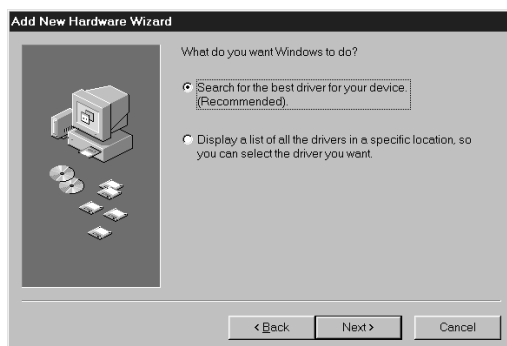 Add New Hardware Wizard
What do you want Windows to do?
Search for the best driver for your device.
(Recommended).
Display a list of all the drivers in a specific location, so
you can select the driver you want.
< Back
Next >
Cancel